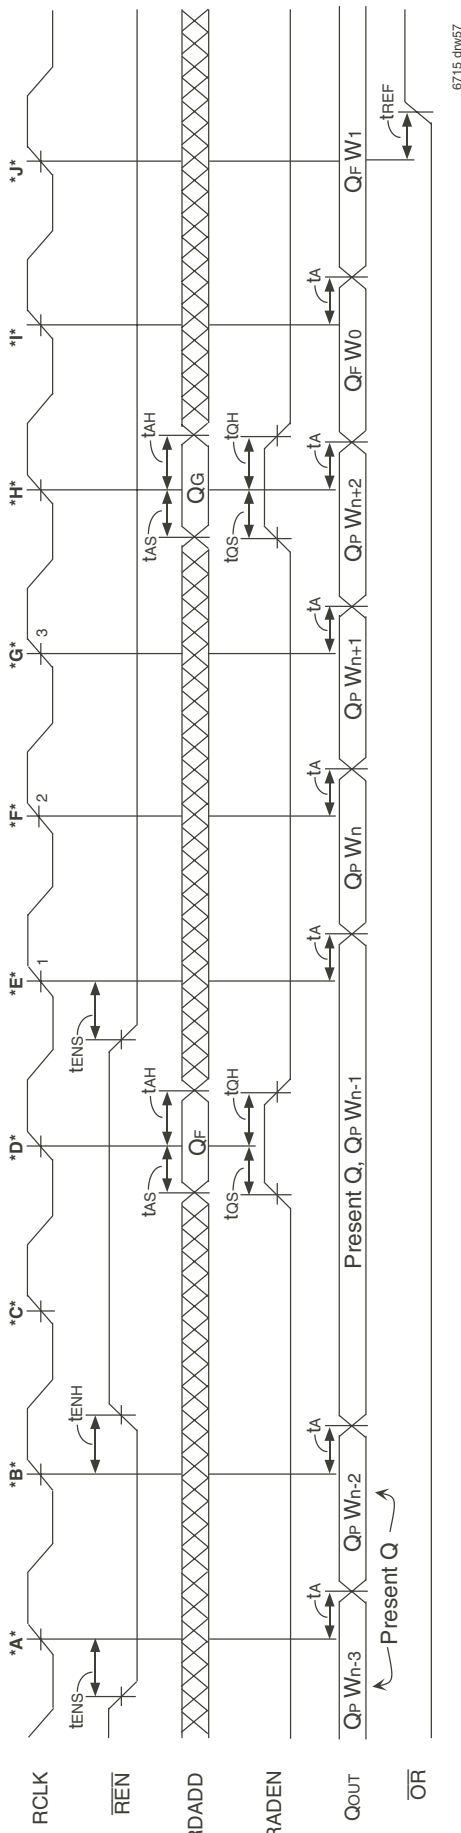 *A* *B* *C* *D* *E* *F* *G* *H* *I* *J*
RCLK 1 2 3
tENS tENH tENS
REN
tAS tAH tAS tAH
RDADD QF QG
tQS tQH tQS tQH
RADEN
tA tA tA tA tA tA tA
QOUT QP Wn-3 QP Wn-2 Present Q, QP Wn-1 QP Wn QP Wn+1 QP Wn+2 QF W0 QF W1
Present Q
tREF
OR
6715 drw57